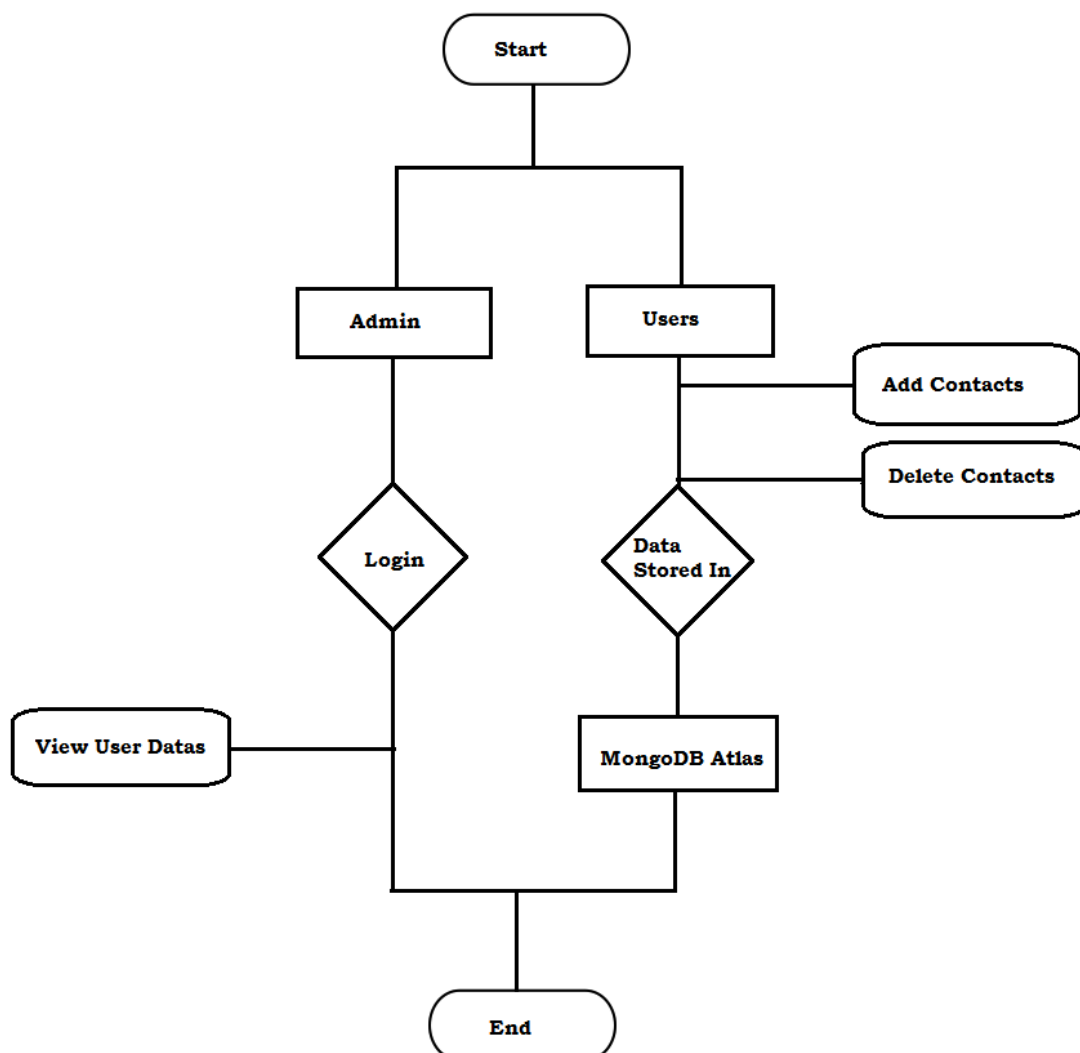 Start
Admin
Users
Add Contacts
Delete Contacts
Login
Data
Stored In
View User Datas
MongoDB Atlas
End